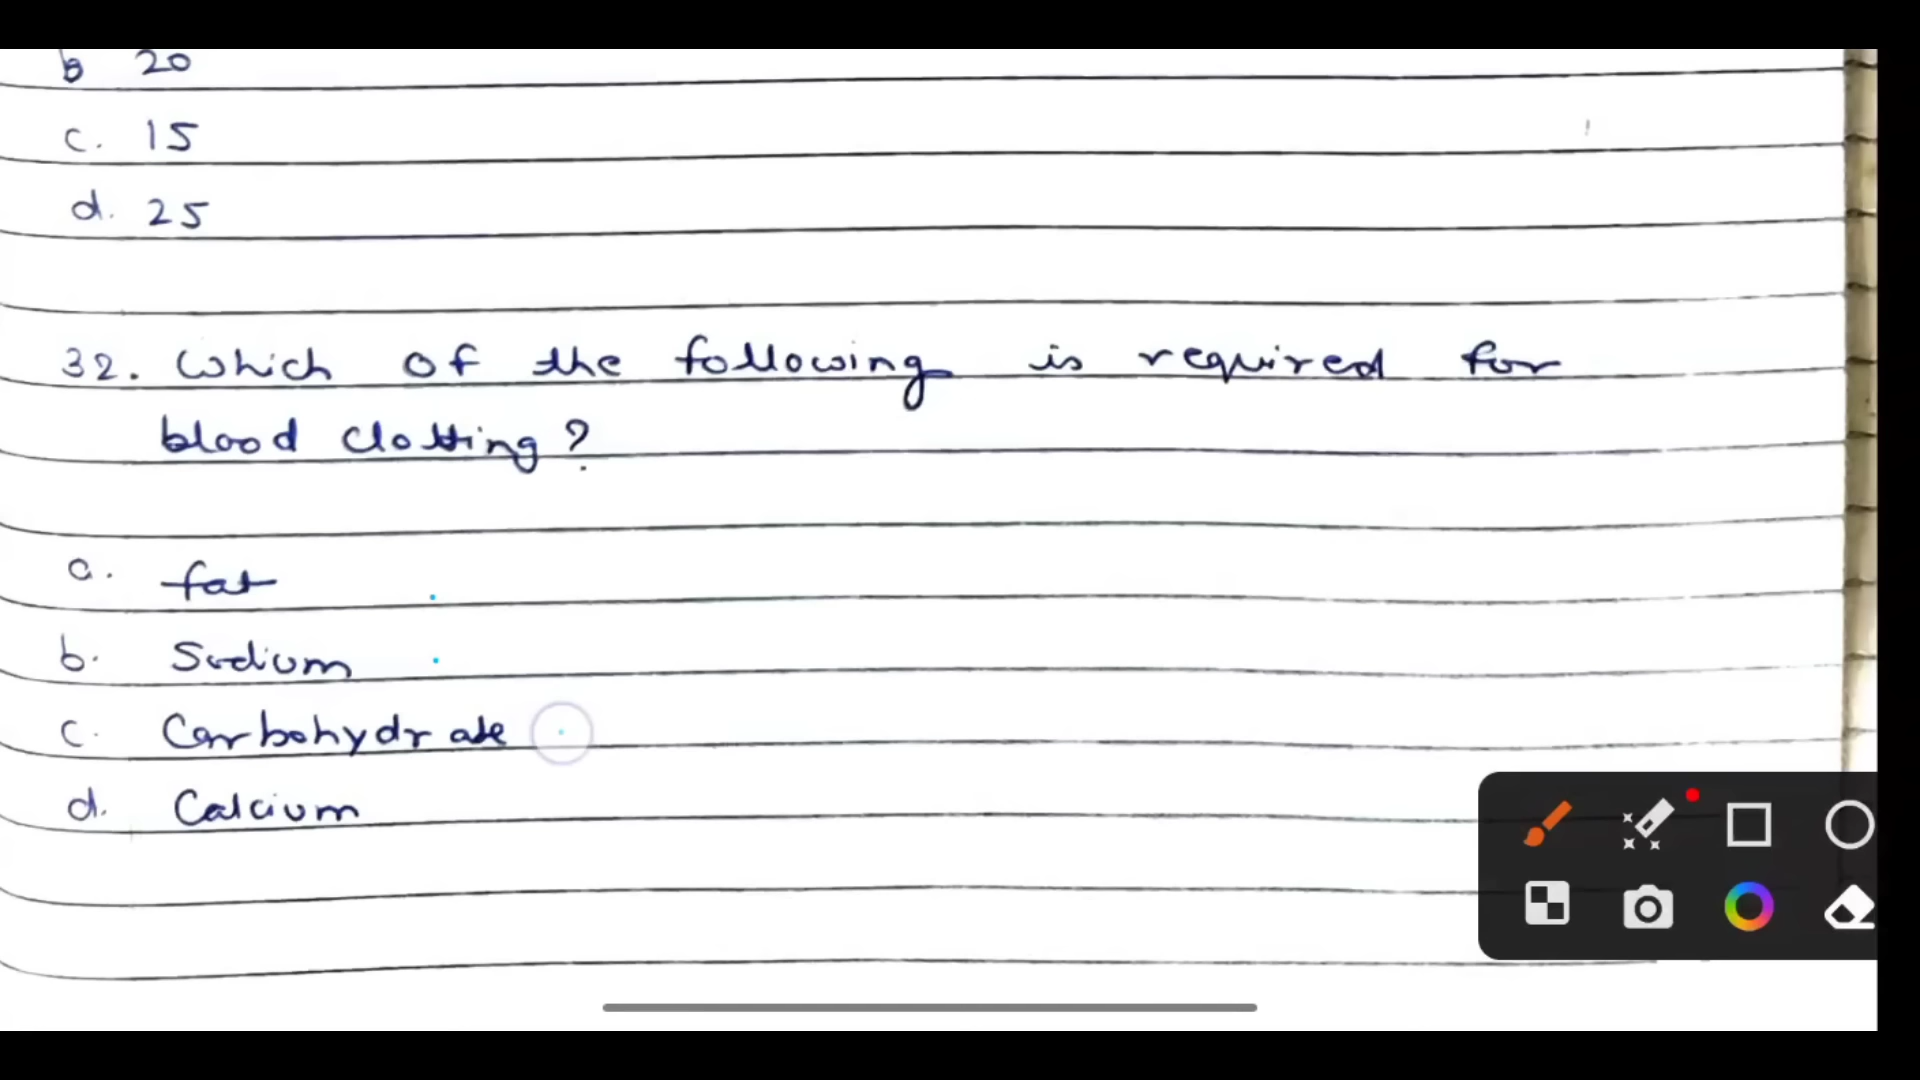 b 20
c. 15
d. 25
32. Which of the following is required for
blood clotting?
a. fat
b. Sodium
c. Carbohydrate
d. Calcium